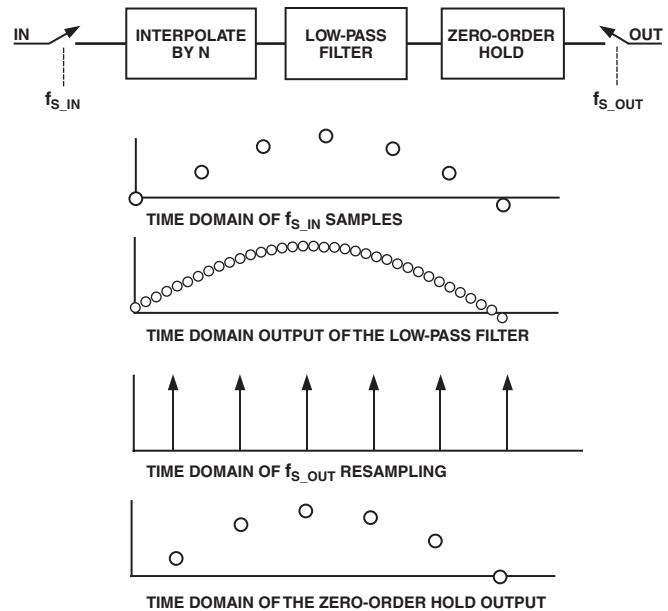 IN
INTERPOLATE
BY N
LOW-PASS
FILTER
ZERO-ORDER
HOLD
OUT
fS_IN
fS_OUT
TIME DOMAIN OF fS_IN SAMPLES
TIME DOMAIN OUTPUT OF THE LOW-PASS FILTER
TIME DOMAIN OF fS_OUT RESAMPLING
TIME DOMAIN OF THE ZERO-ORDER HOLD OUTPUT